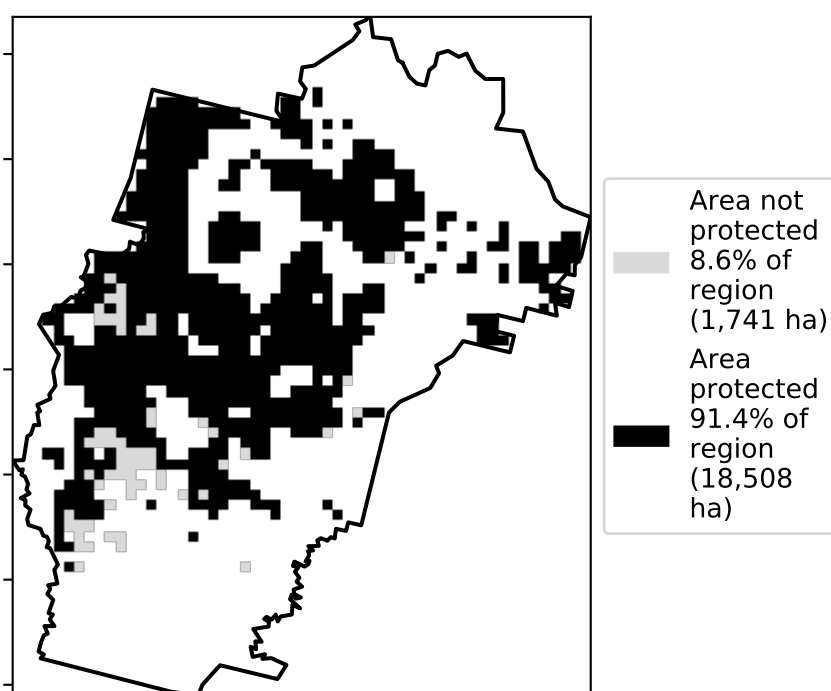 Area not
protected
8.6% of
region
(1,741 ha)
Area
protected
91.4% of
region
(18,508
ha)